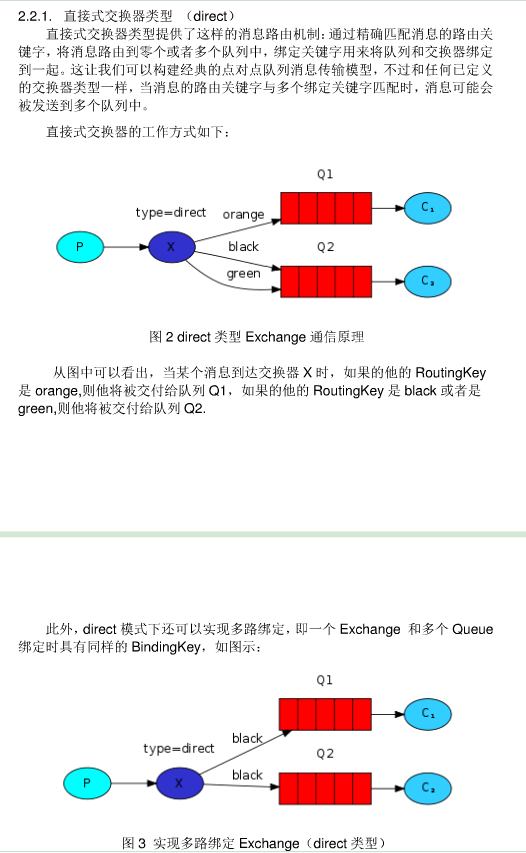 2.2.1. 直接式交换器类型 （direct）
直接式交换器类型提供了这样的消息路由机制：通过精确匹配消息的路由关
键字，将消息路由到零个或者多个队列中，绑定关键字用来将队列和交换器绑定
到一起。这让我们可以构建经典的点对点队列消息传输模型，不过和任何已定义
的交换器类型一样，当消息的路由关键字与多个绑定关键字匹配时，消息可能会
被发送到多个队列中。
直接式交换器的工作方式如下：
Q1
type=direct orange C₁
P X black Q2
green C₂
图 2 direct 类型 Exchange 通信原理
从图中可以看出，当某个消息到达交换器 X 时，如果的他的 RoutingKey
是 orange,则他将被交付给队列 Q1，如果的他的 RoutingKey 是 black 或者是
green,则他将被交付给队列 Q2.
此外，direct 模式下还可以实现多路绑定，即一个 Exchange 和多个 Queue
绑定时具有同样的 BindingKey，如图示：
Q1
black C₁
type=direct Q2
P X black C₂
图 3 实现多路绑定 Exchange（direct 类型）